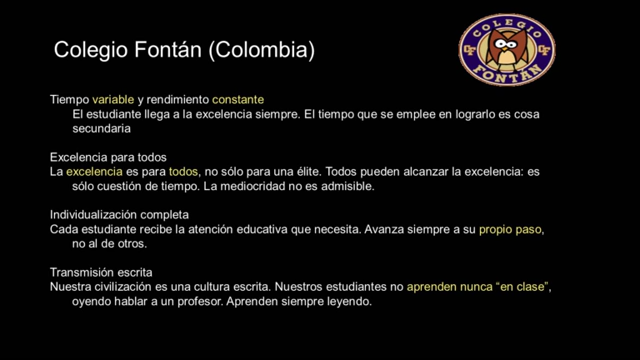 Colegio Fontán (Colombia)
COLEGIO
CF CF
FONTAN
Tiempo variable y rendimiento constante
El estudiante llega a la excelencia siempre. El tiempo que se emplee en lograrlo es cosa
secundaria
Excelencia para todos
La excelencia es para todos, no sólo para una élite. Todos pueden alcanzar la excelencia: es
sólo cuestión de tiempo. La mediocridad no es admisible.
Individualización completa
Cada estudiante recibe la atención educativa que necesita. Avanza siempre a su propio paso,
no al de otros.
Transmisión escrita
Nuestra civilización es una cultura escrita. Nuestros estudiantes no aprenden nunca “en clase”,
oyendo hablar a un profesor. Aprenden siempre leyendo.